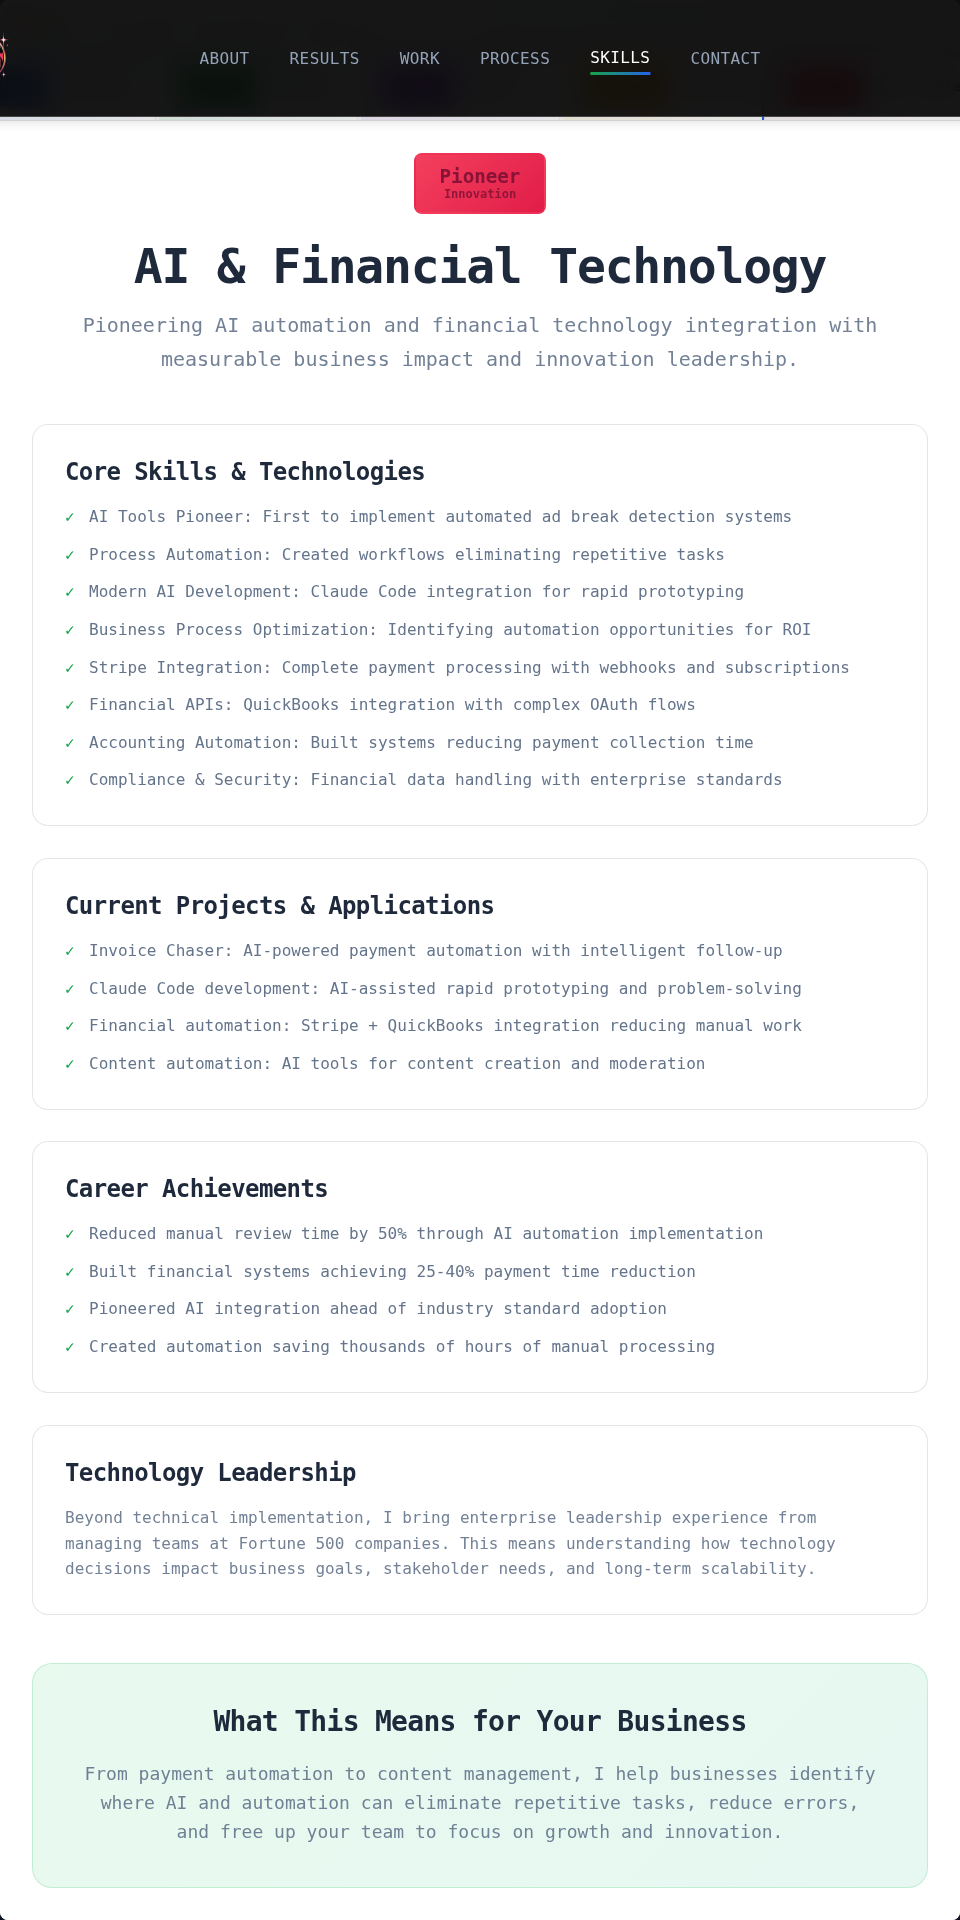 ABOUT RESULTS WORK PROCESS SKILLS CONTACT
Pioneer
Innovation
AI & Financial Technology
Pioneering AI automation and financial technology integration with
measurable business impact and innovation leadership.
Core Skills & Technologies
✓ AI Tools Pioneer: First to implement automated ad break detection systems
✓ Process Automation: Created workflows eliminating repetitive tasks
✓ Modern AI Development: Claude Code integration for rapid prototyping
✓ Business Process Optimization: Identifying automation opportunities for ROI
✓ Stripe Integration: Complete payment processing with webhooks and subscriptions
✓ Financial APIs: QuickBooks integration with complex OAuth flows
✓ Accounting Automation: Built systems reducing payment collection time
✓ Compliance & Security: Financial data handling with enterprise standards
Current Projects & Applications
✓ Invoice Chaser: AI-powered payment automation with intelligent follow-up
✓ Claude Code development: AI-assisted rapid prototyping and problem-solving
✓ Financial automation: Stripe + QuickBooks integration reducing manual work
✓ Content automation: AI tools for content creation and moderation
Career Achievements
✓ Reduced manual review time by 50% through AI automation implementation
✓ Built financial systems achieving 25-40% payment time reduction
✓ Pioneered AI integration ahead of industry standard adoption
✓ Created automation saving thousands of hours of manual processing
Technology Leadership
Beyond technical implementation, I bring enterprise leadership experience from
managing teams at Fortune 500 companies. This means understanding how technology
decisions impact business goals, stakeholder needs, and long-term scalability.
What This Means for Your Business
From payment automation to content management, I help businesses identify
where AI and automation can eliminate repetitive tasks, reduce errors,
and free up your team to focus on growth and innovation.